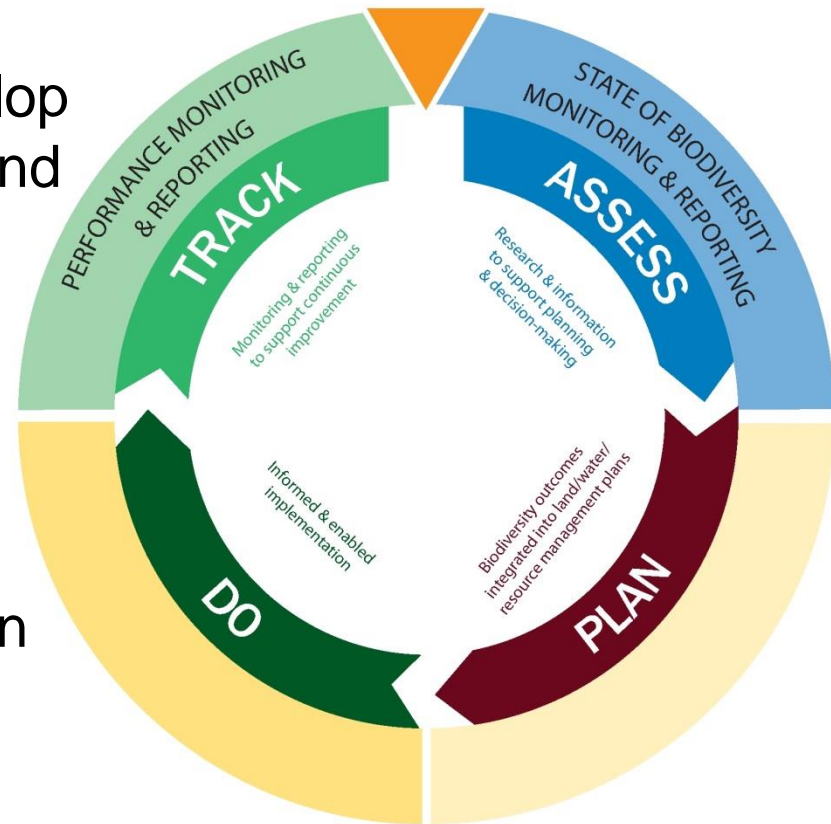 lop
nd
n
PERFORMANCE MONITORING
& REPORTING
TRACK
Monitoring & reporting
to support continuous
improvement
STATE OF BIODIVERSITY
MONITORING & REPORTING
ASSESS
Research & information
to support planning
& decision-making
Biodiversity outcomes
integrated into land/water/
resource management plans
PLAN
Informed & enabled
implementation
DO